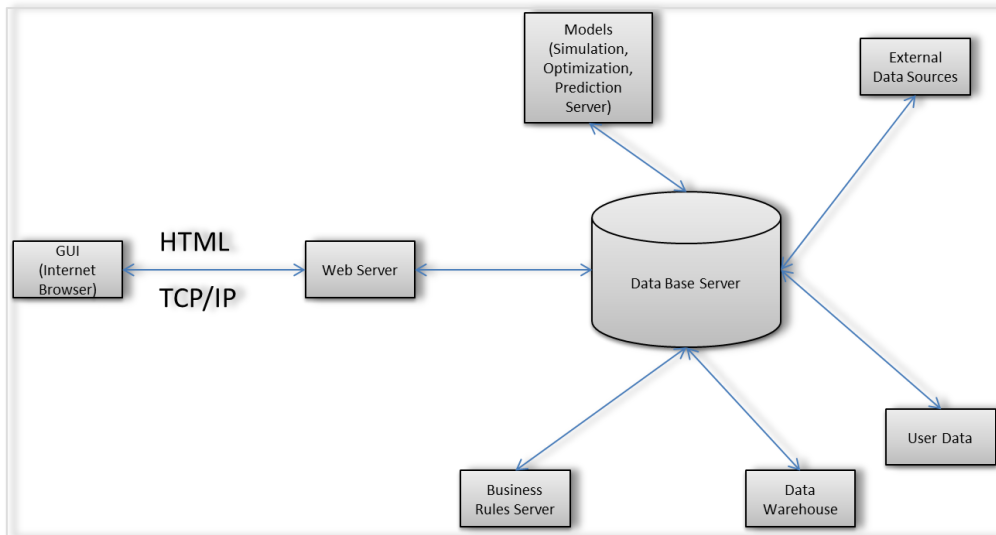 Models
(Simulation,
Optimization,
Prediction
Server)
External
Data Sources
GUI
(Internet
Browser)
HTML
TCP/IP
Web Server
Data Base Server
User Data
Business
Rules Server
Data
Warehouse